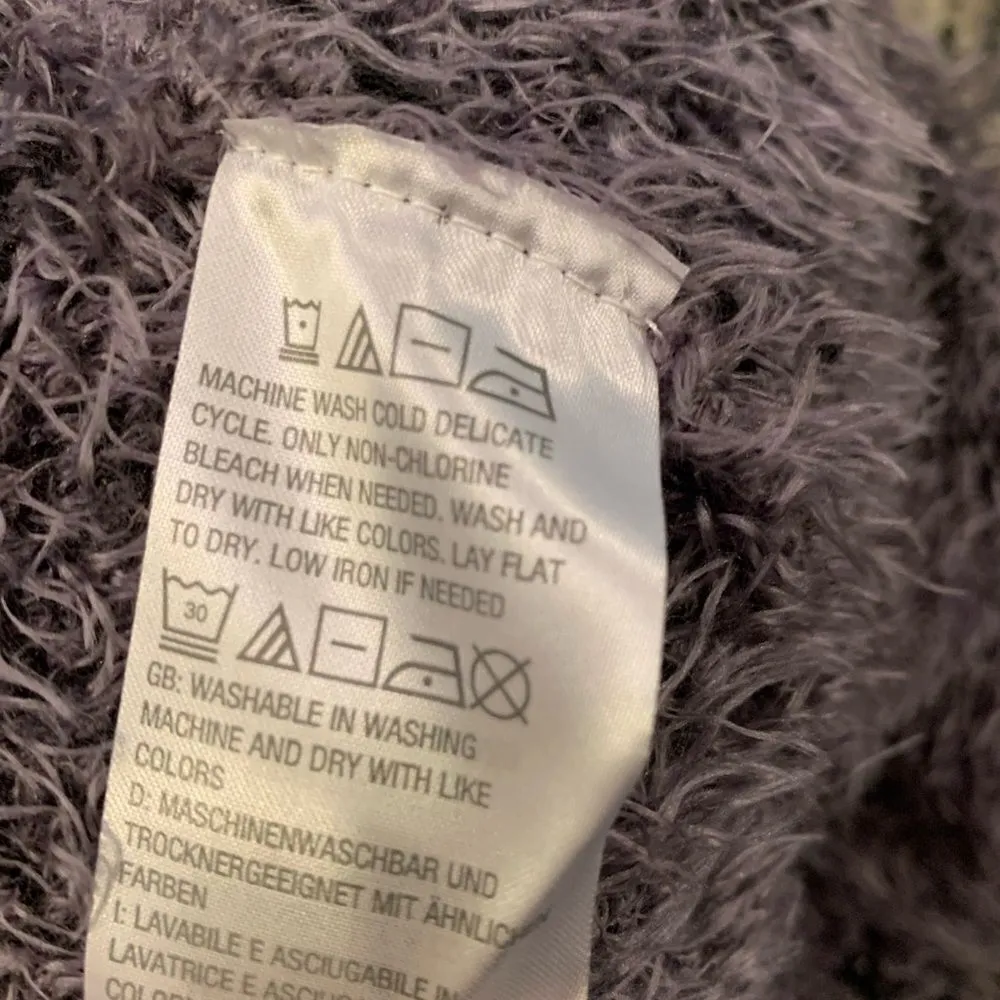 MACHINE WASH COLD DELICATE
CYCLE. ONLY NON-CHLORINE
BLEACH WHEN NEEDED. WASH AND
DRY WITH LIKE COLORS. LAY FLAT
TO DRY. LOW IRON IF NEEDED
30
GB: WASHABLE IN WASHING
MACHINE AND DRY WITH LIKE
COLORS
D: MASCHINENWASCHBAR UND
TROCKNERGEEIGNET MIT
FARBEN
I: LAVABILE E ASCIUGABILE IN
LAVATRICE E